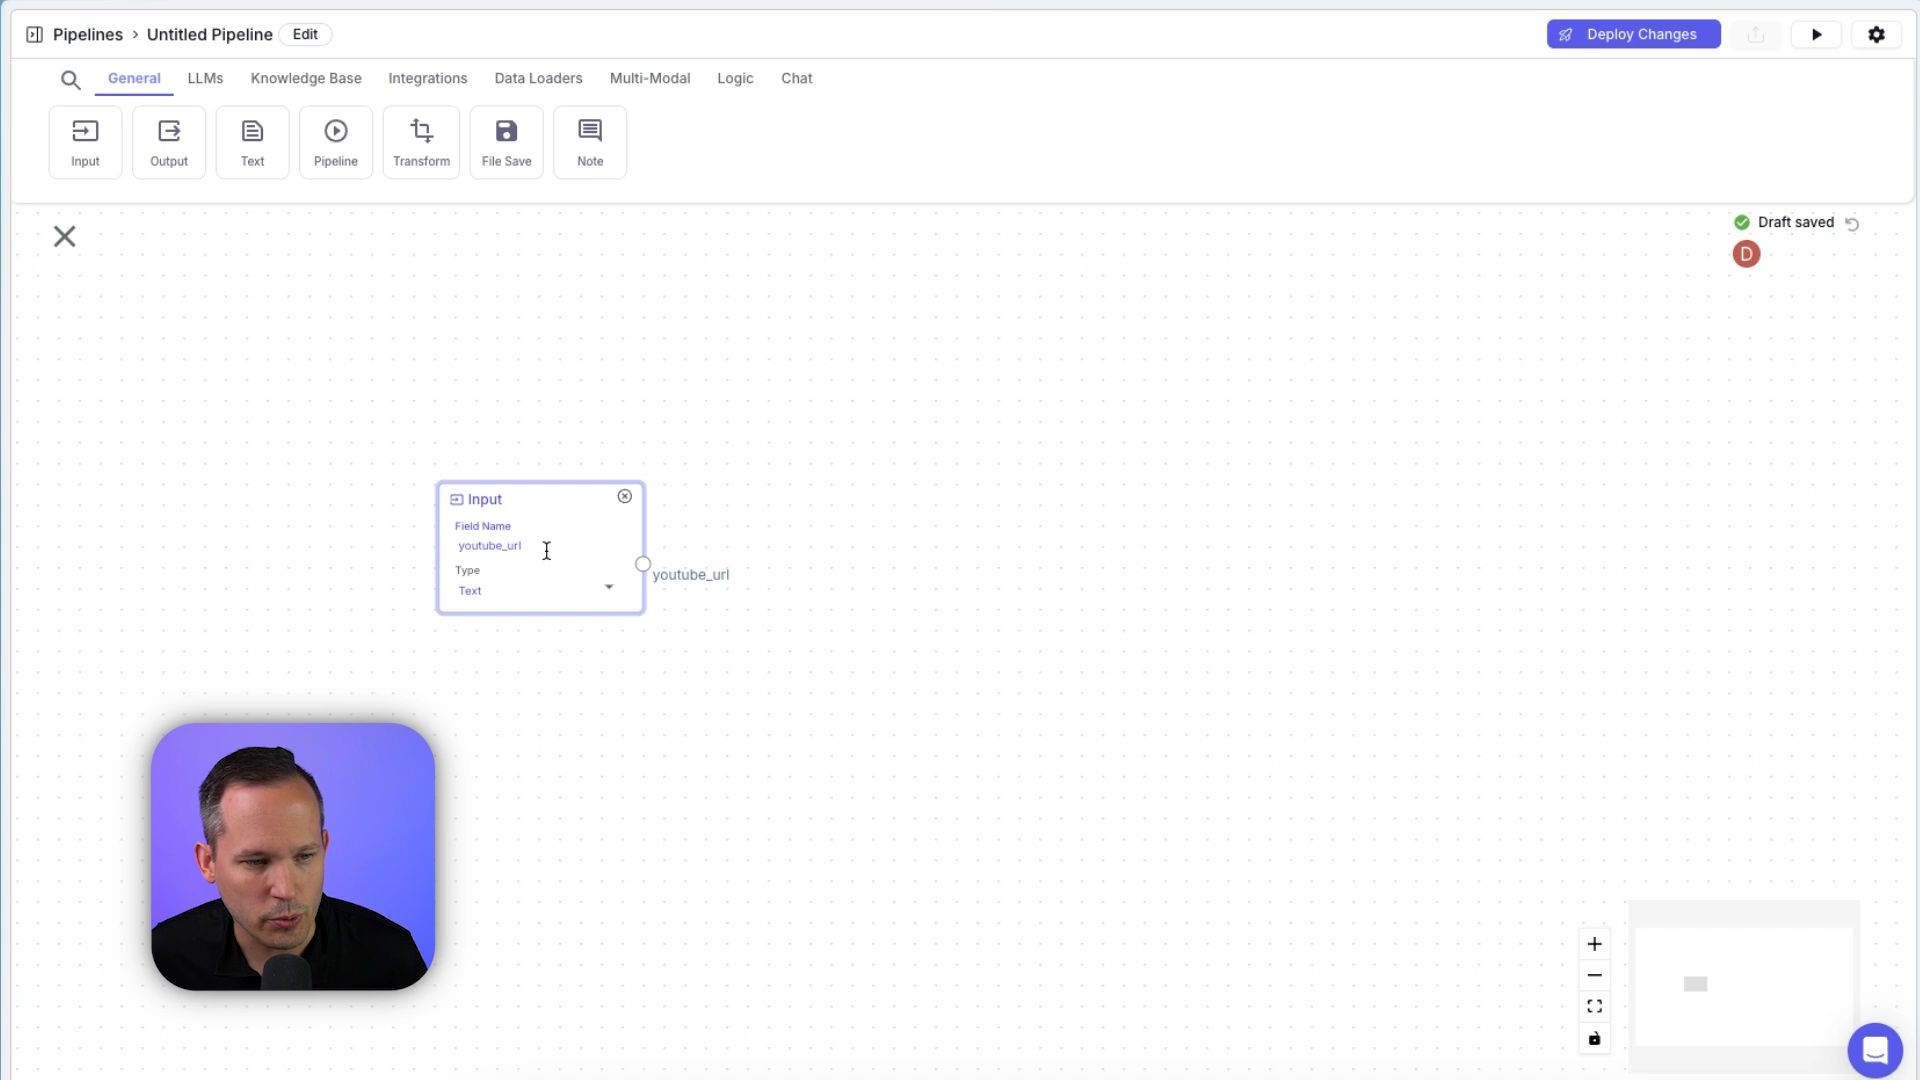 Pipelines › Untitled Pipeline Edit
Deploy Changes
General LLMs Knowledge Base Integrations Data Loaders Multi-Modal Logic Chat
Input Output Text Pipeline Transform File Save Note
Draft saved
D
Input
Field Name
youtube_url
Type
Text
youtube_url